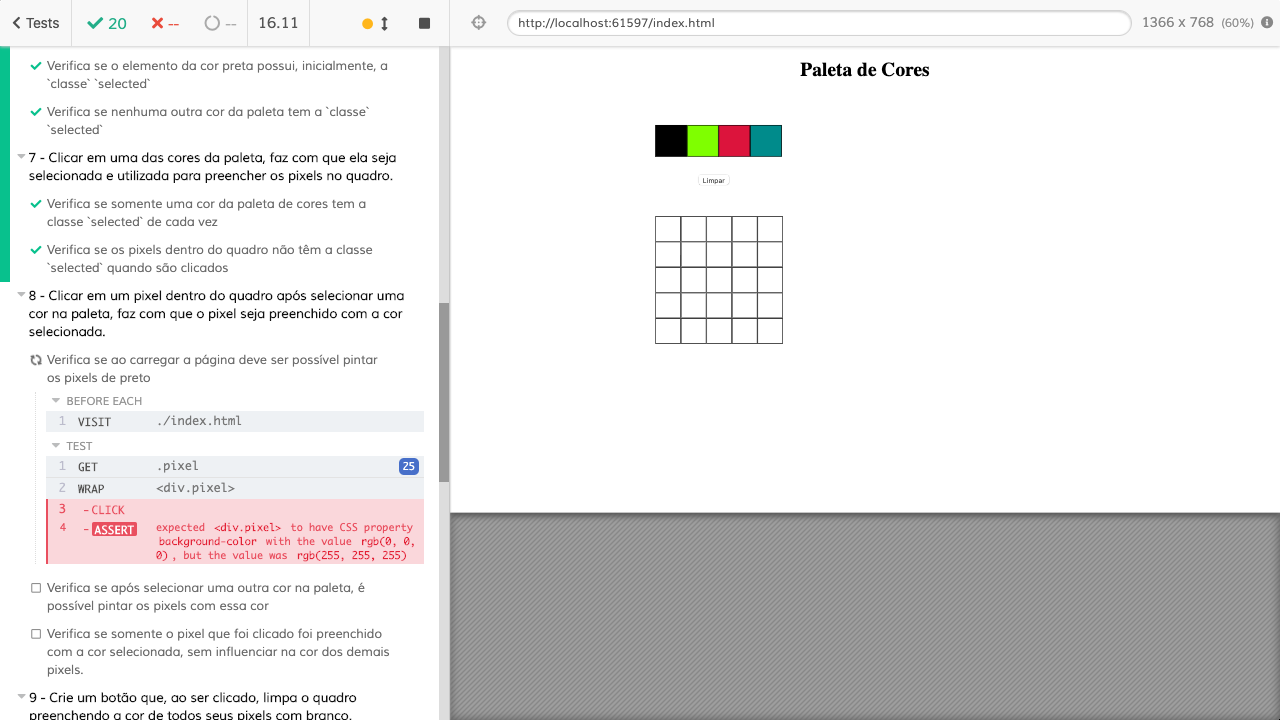 Tests
20
--
--
16.11
http://localhost:61597/index.html
1366 x 768 (60%)
Verifica se o elemento da cor preta possui, inicialmente, a
`classe` `selected`
Verifica se nenhuma outra cor da paleta tem a `classe`
`selected`
7 - Clicar em uma das cores da paleta, faz com que ela seja
selecionada e utilizada para preencher os pixels no quadro.
Verifica se somente uma cor da paleta de cores tem a
classe `selected` de cada vez
Verifica se os pixels dentro do quadro não têm a classe
`selected` quando são clicados
8 - Clicar em um pixel dentro do quadro após selecionar uma
cor na paleta, faz com que o pixel seja preenchido com a cor
selecionada.
Verifica se ao carregar a página deve ser possível pintar
os pixels de preto
BEFORE EACH
1 VISIT ./index.html
TEST
1 GET .pixel 25
2 WRAP <div.pixel>
3 -CLICK
4 -ASSERT expected <div.pixel> to have CSS property
background-color with the value rgb(0, 0,
0), but the value was rgb(255, 255, 255)
Verifica se após selecionar uma outra cor na paleta, é
possível pintar os pixels com essa cor
Verifica se somente o pixel que foi clicado foi preenchido
com a cor selecionada, sem influenciar na cor dos demais
pixels.
9 - Crie um botão que, ao ser clicado, limpa o quadro
preenchendo a cor de todos seus pixels com branco.
Paleta de Cores
Limpar